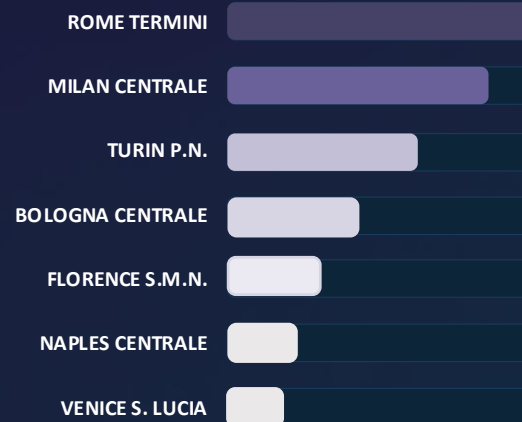 ROME TERMINI
MILAN CENTRALE
TURIN P.N.
BOLOGNA CENTRALE
FLORENCE S.M.N.
NAPLES CENTRALE
VENICE S. LUCIA